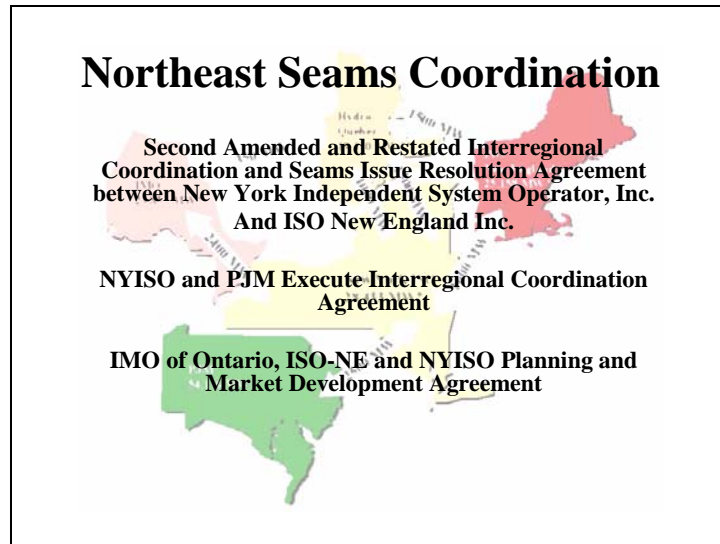 Northeast Seams Coordination
Second Amended and Restated Interregional
Coordination and Seams Issue Resolution Agreement
between New York Independent System Operator, Inc.
And ISO New England Inc.
NYISO and PJM Execute Interregional Coordination
Agreement
IMO of Ontario, ISO-NE and NYISO Planning and
Market Development Agreement